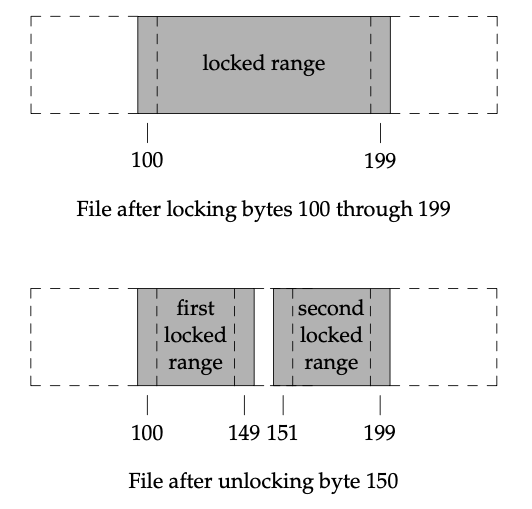 locked range
100 199
File after locking bytes 100 through 199
first second
locked locked
range range
100 149 151 199
File after unlocking byte 150